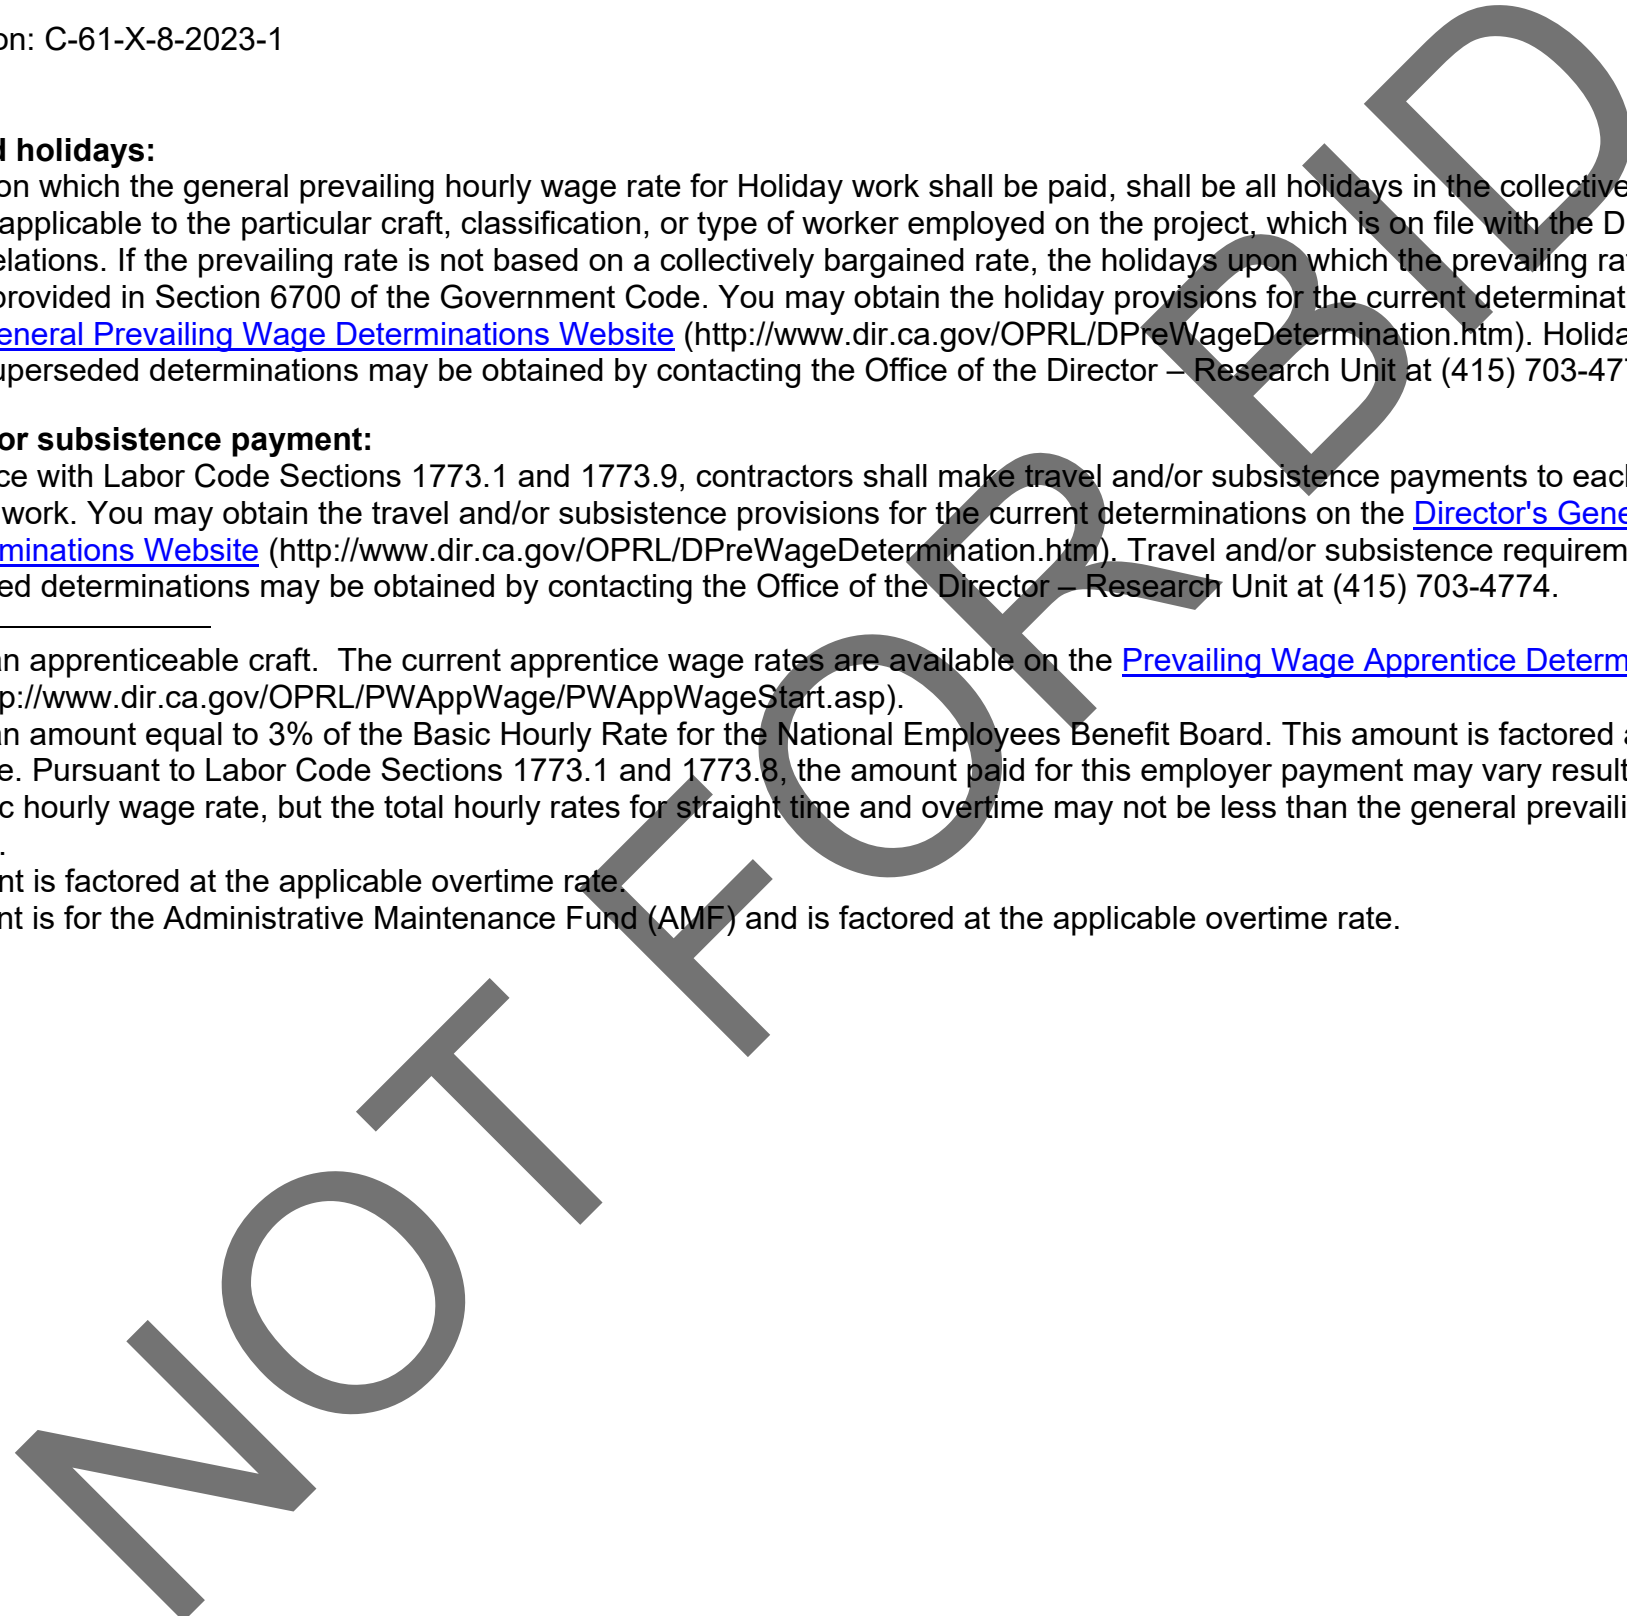 on: C-61-X-8-2023-1
d holidays:
on which the general prevailing hourly wage rate for Holiday work shall be paid, shall be all holidays in the collective
applicable to the particular craft, classification, or type of worker employed on the project, which is on file with the D
elations. If the prevailing rate is not based on a collectively bargained rate, the holidays upon which the prevailing ra
provided in Section 6700 of the Government Code. You may obtain the holiday provisions for the current determinat
eneral Prevailing Wage Determinations Website (http://www.dir.ca.gov/OPRL/DPreWageDetermination.htm). Holida
uperseded determinations may be obtained by contacting the Office of the Director – Research Unit at (415) 703-477
or subsistence payment:
ce with Labor Code Sections 1773.1 and 1773.9, contractors shall make travel and/or subsistence payments to each
work. You may obtain the travel and/or subsistence provisions for the current determinations on the Director's Gene
minations Website (http://www.dir.ca.gov/OPRL/DPreWageDetermination.htm). Travel and/or subsistence requirem
ed determinations may be obtained by contacting the Office of the Director – Research Unit at (415) 703-4774.
an apprenticeable craft.  The current apprentice wage rates are available on the Prevailing Wage Apprentice Determ
p://www.dir.ca.gov/OPRL/PWAppWage/PWAppWageStart.asp).
an amount equal to 3% of the Basic Hourly Rate for the National Employees Benefit Board. This amount is factored a
e. Pursuant to Labor Code Sections 1773.1 and 1773.8, the amount paid for this employer payment may vary result
c hourly wage rate, but the total hourly rates for straight time and overtime may not be less than the general prevaili
.
nt is factored at the applicable overtime rate.
nt is for the Administrative Maintenance Fund (AMF) and is factored at the applicable overtime rate.
NOT FOR BID